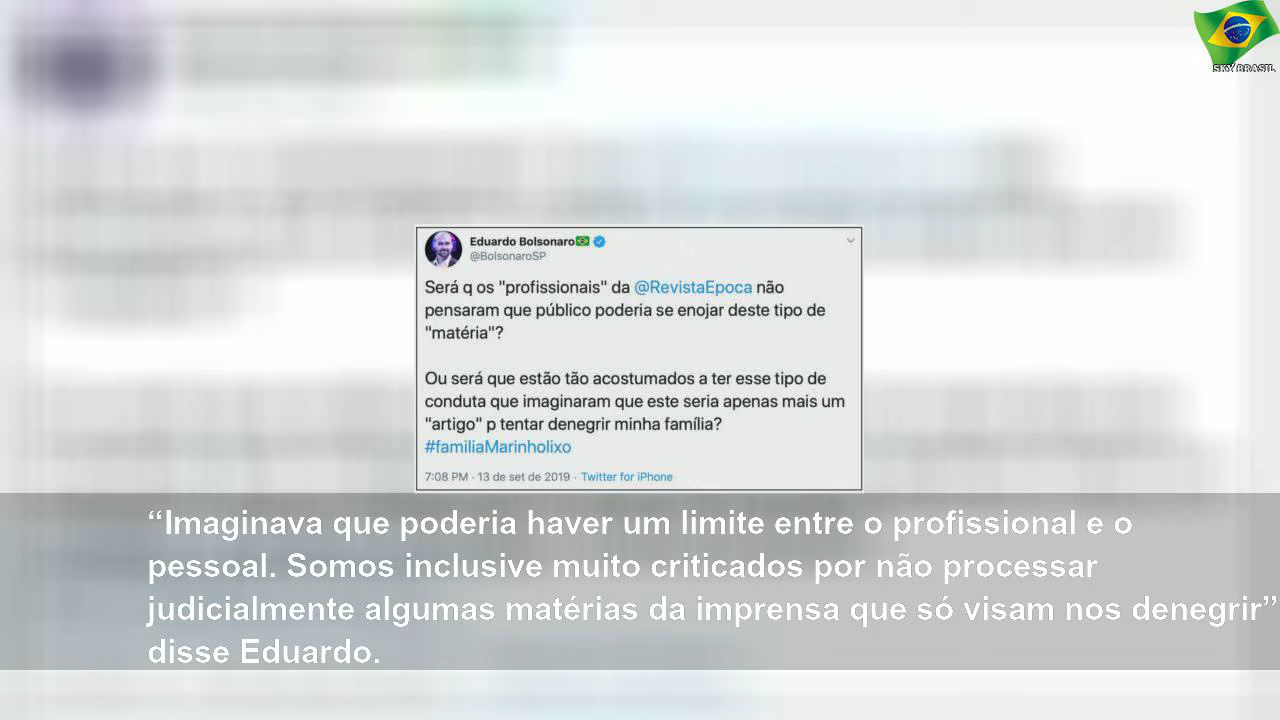 SKY BRASIL
Eduardo Bolsonaro
@BolsonaroSP
Será q os "profissionais" da @RevistaEpoca não
pensaram que público poderia se enojar deste tipo de
"matéria"?
Ou será que estão tão acostumados a ter esse tipo de
conduta que imaginaram que este seria apenas mais um
"artigo" p tentar denegrir minha família?
#familiaMarinholixo
7:08 PM · 13 de set de 2019 · Twitter for iPhone
“Imaginava que poderia haver um limite entre o profissional e o
pessoal. Somos inclusive muito criticados por não processar
judicialmente algumas matérias da imprensa que só visam nos denegrir”
disse Eduardo.